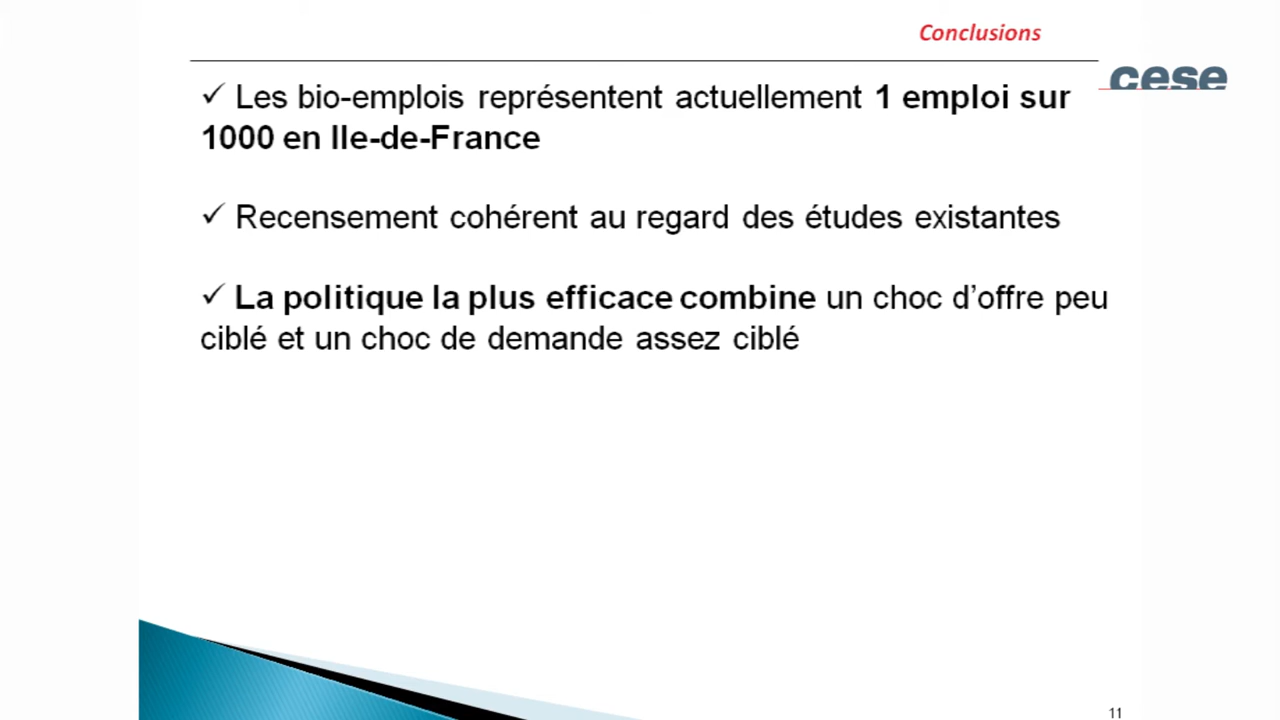 Conclusions
cese
✓ Les bio-emplois représentent actuellement 1 emploi sur
1000 en Ile-de-France
✓ Recensement cohérent au regard des études existantes
✓ La politique la plus efficace combine un choc d’offre peu
ciblé et un choc de demande assez ciblé
11